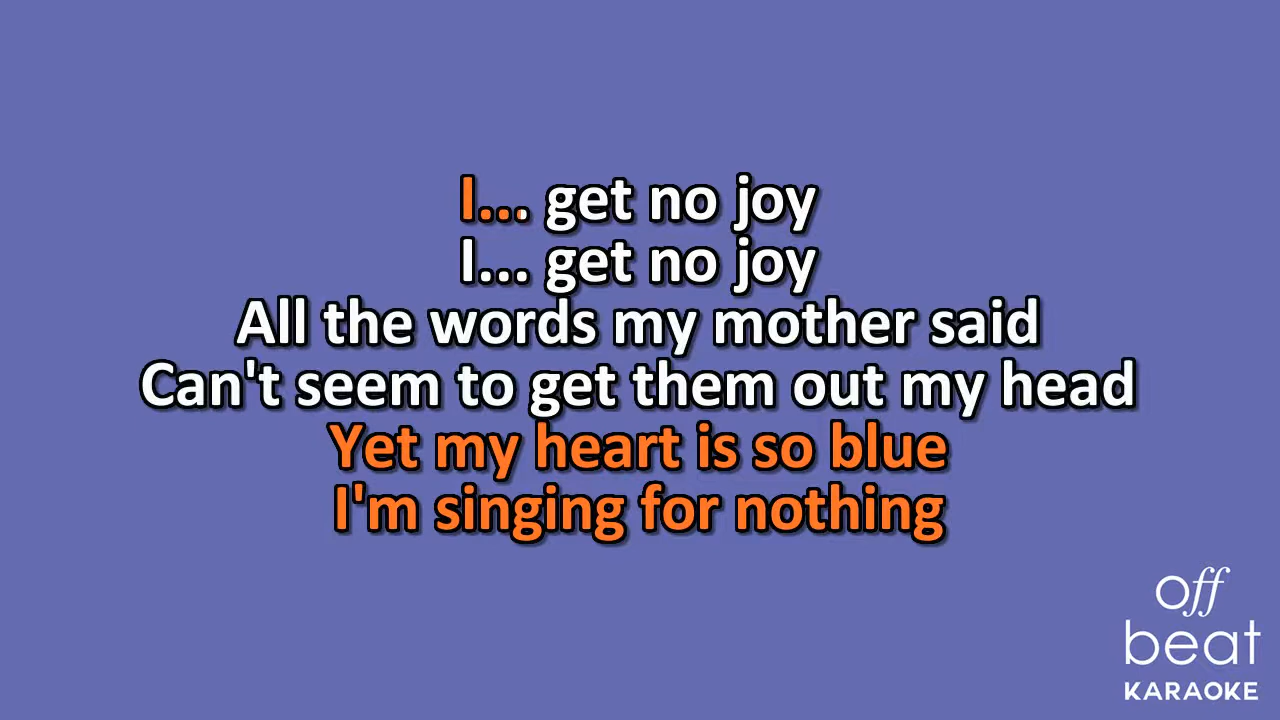 I... get no joy
I... get no joy
All the words my mother said
Can't seem to get them out my head
Yet my heart is so blue
I'm singing for nothing
off
beat
KARAOKE